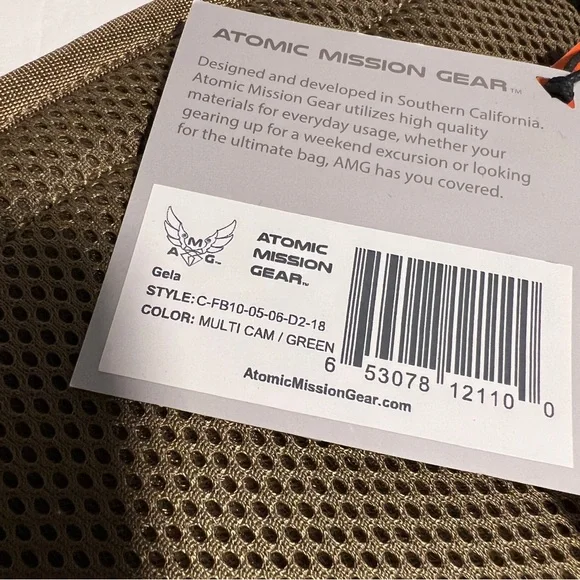 ATOMIC MISSION GEAR™
Designed and developed in Southern California.
Atomic Mission Gear utilizes high quality
materials for everyday usage, whether your
gearing up for a weekend excursion or looking
for the ultimate bag, AMG has you covered.
A M G™
ATOMIC
MISSION
GEAR™
Gela
STYLE: C-FB10-05-06-D2-18
COLOR: MULTI CAM / GREEN
6 53078 12110 0
AtomicMissionGear.com